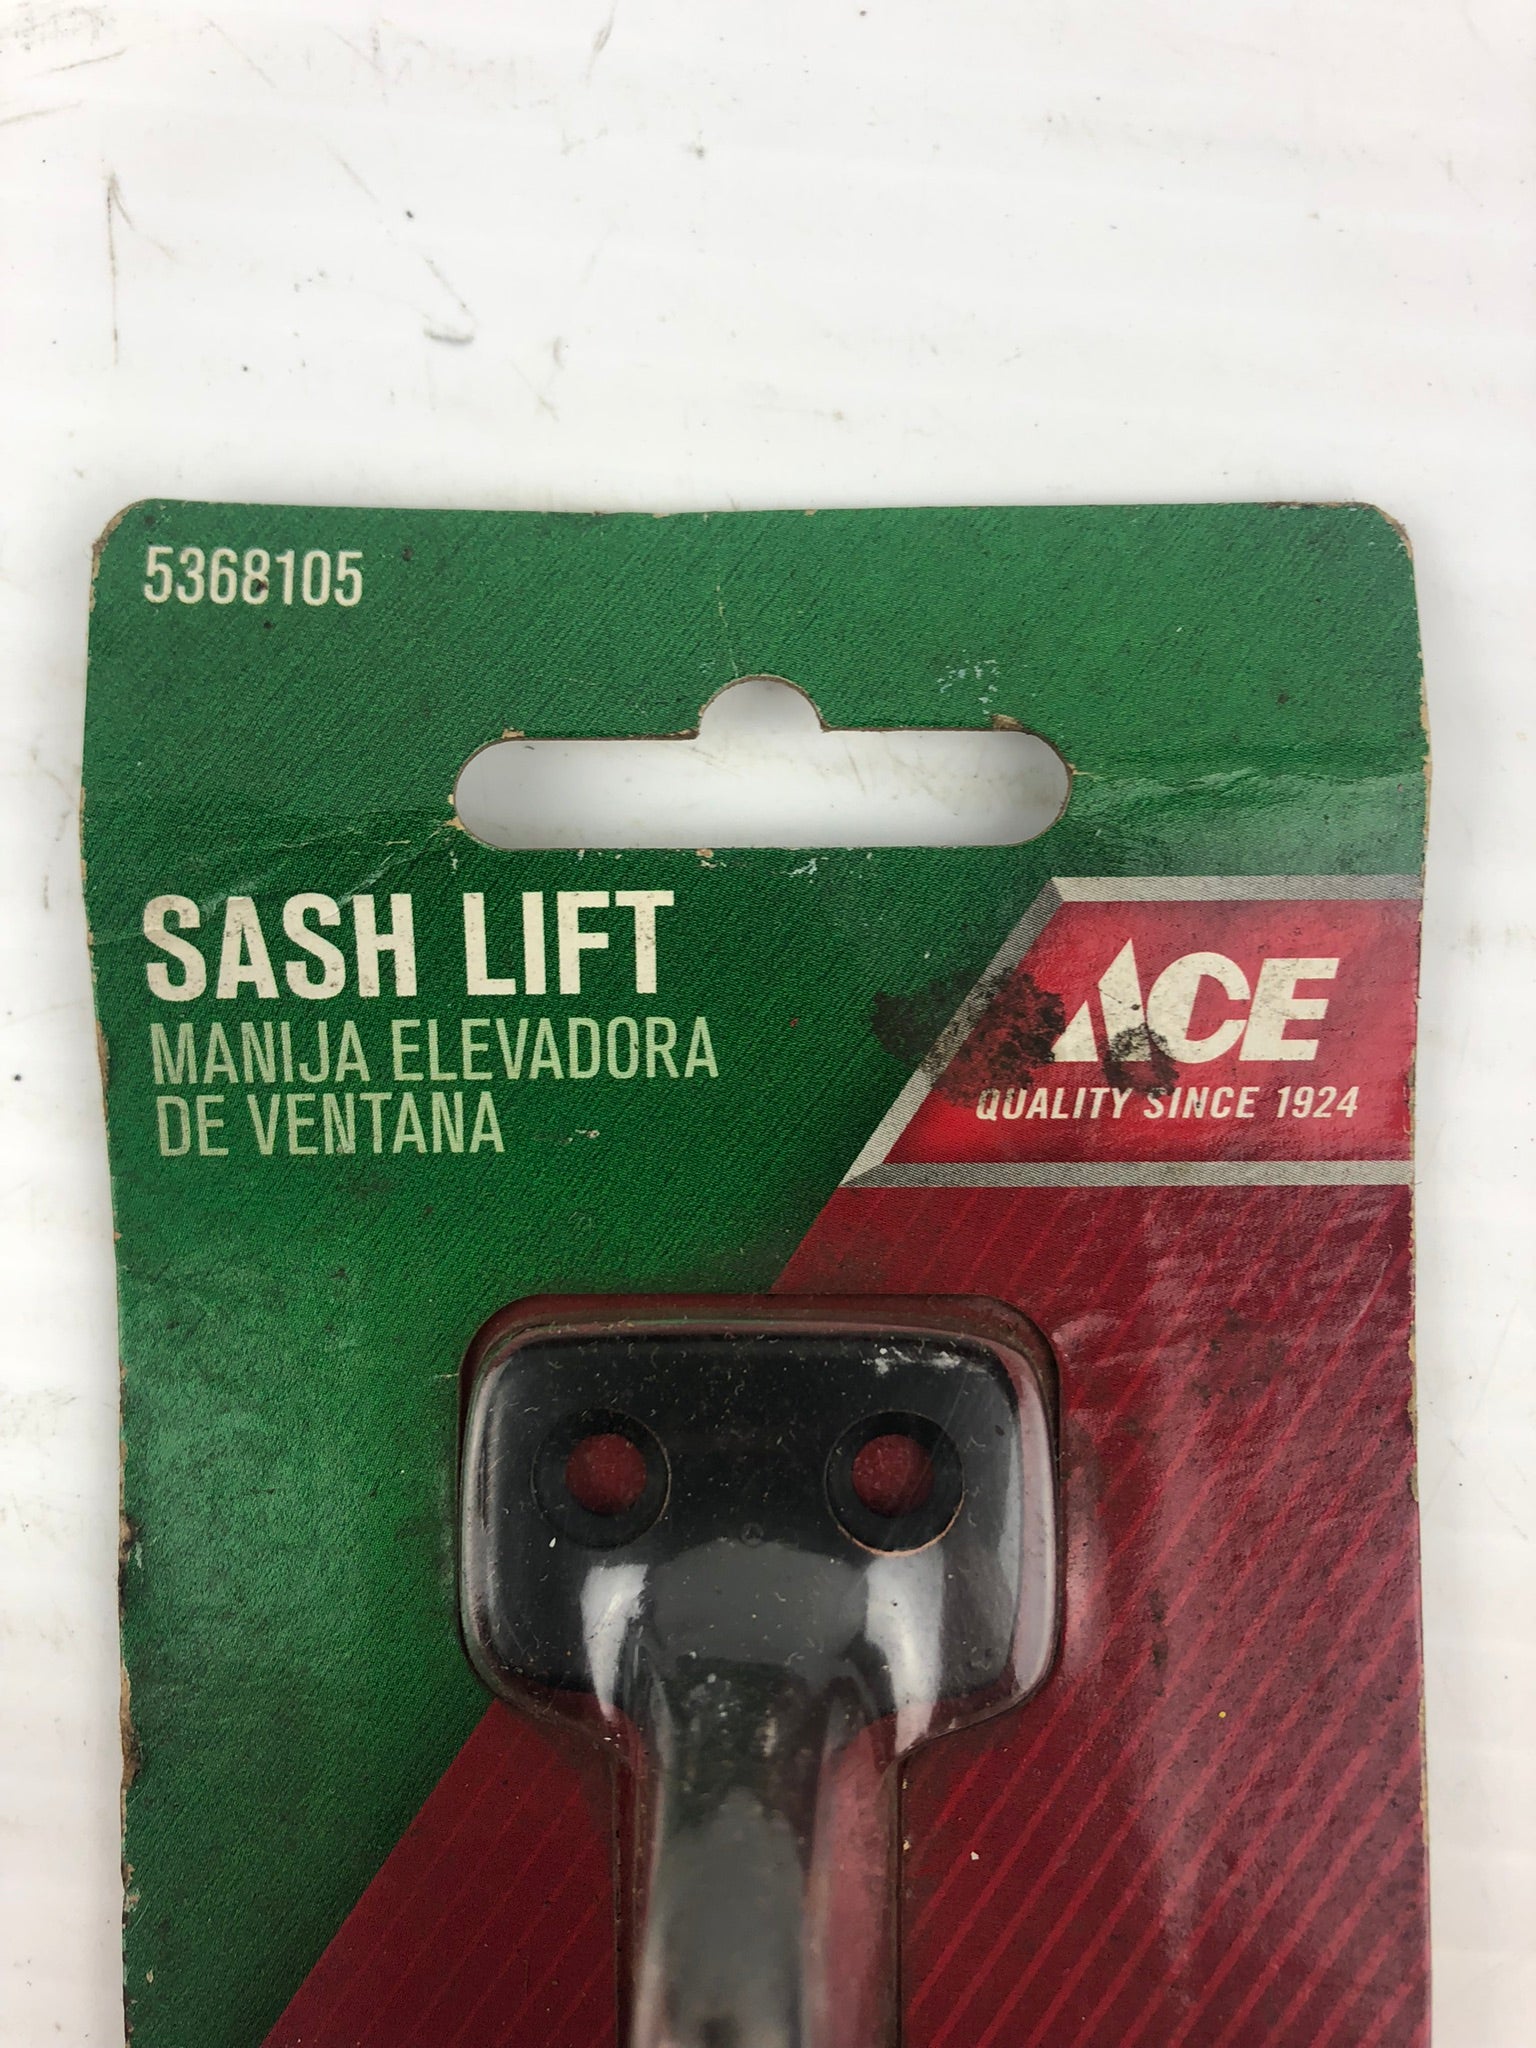 5368105
SASH LIFT
MANIJA ELEVADORA
DE VENTANA
ACE
QUALITY SINCE 1924